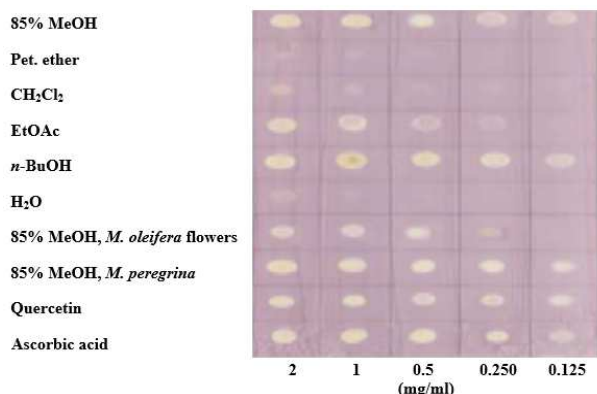 85% MeOH
Pet. ether
CH₂Cl₂
EtOAc
n-BuOH
H₂O
85% MeOH, M. oleifera flowers
85% MeOH, M. peregrina
Quercetin
Ascorbic acid
2 1 0.5 0.250 0.125
(mg/ml)